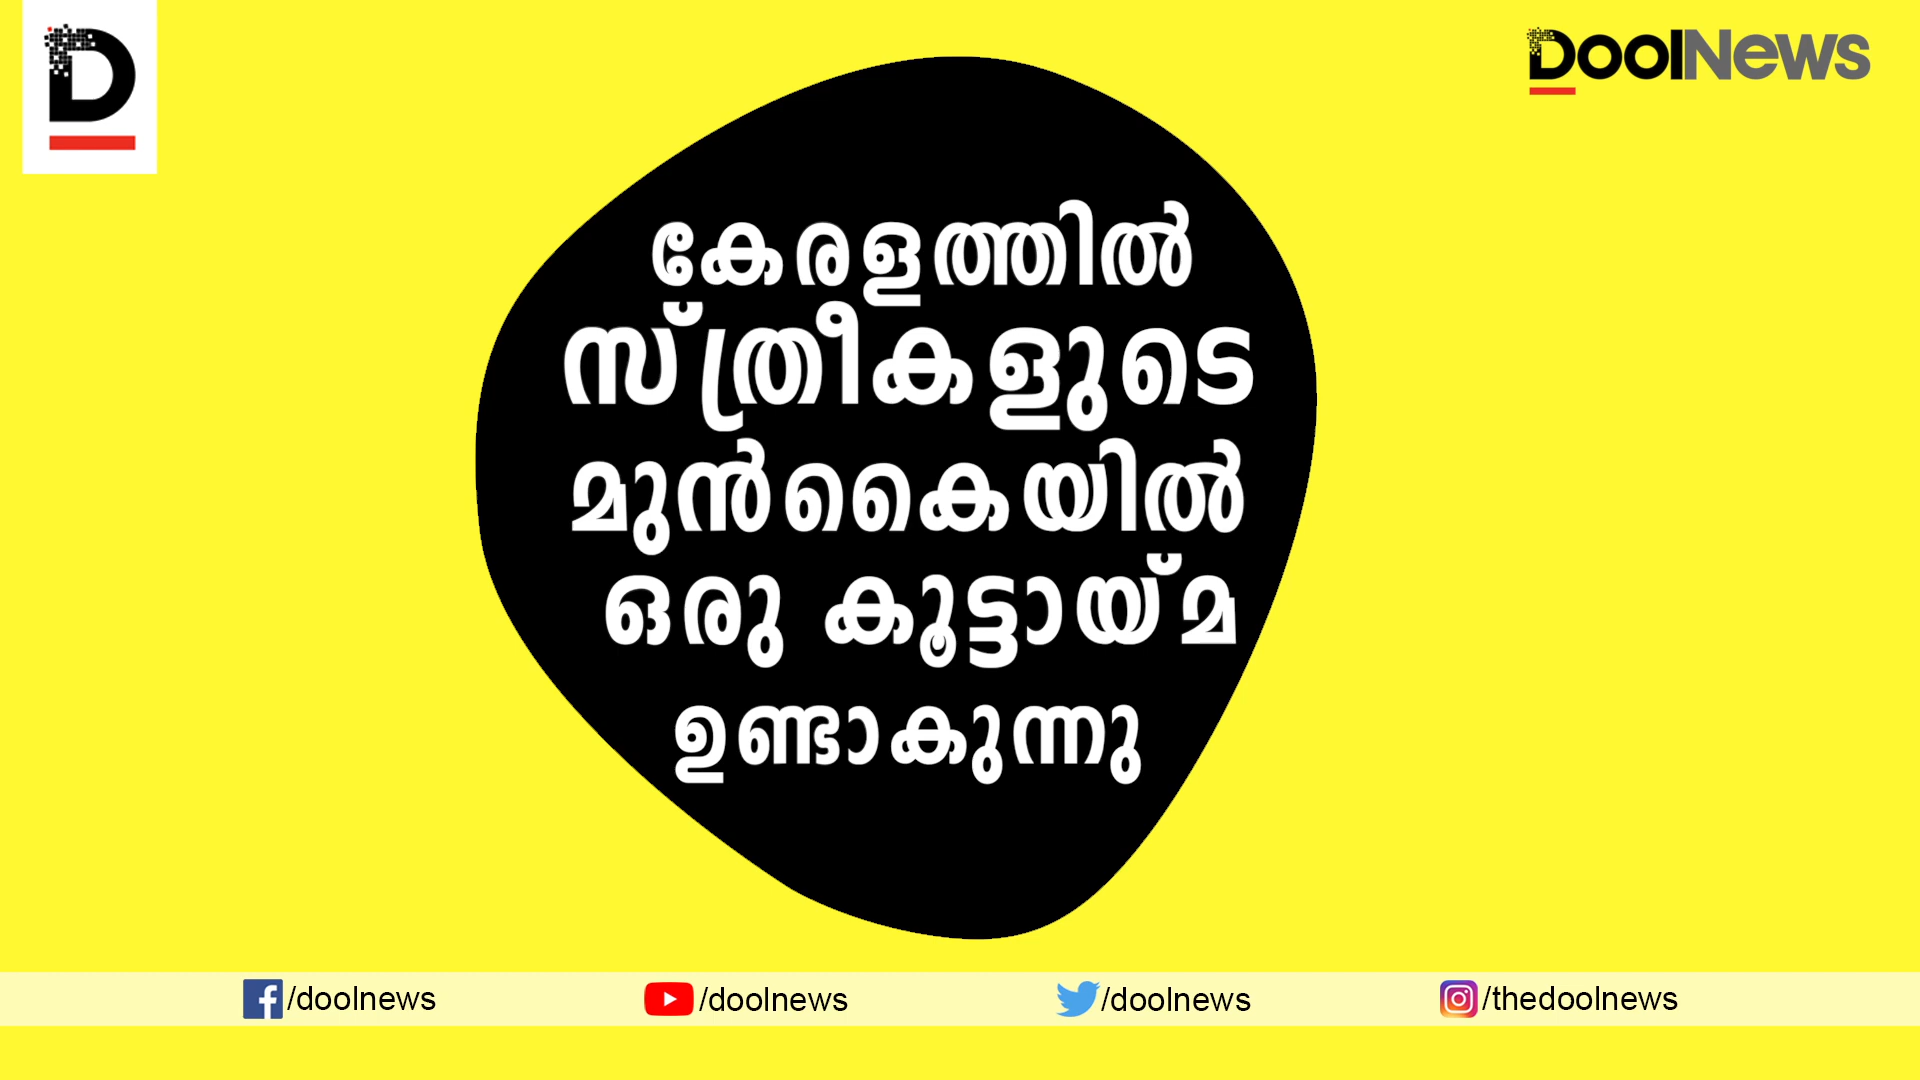 D
DoolNews
കേരളത്തിൽ
സ്ത്രീകളുടെ
മുൻകൈയിൽ
ഒരു കൂട്ടായ്മ
ഉണ്ടാകുന്നു
/doolnews
/doolnews
/doolnews
/thedoolnews